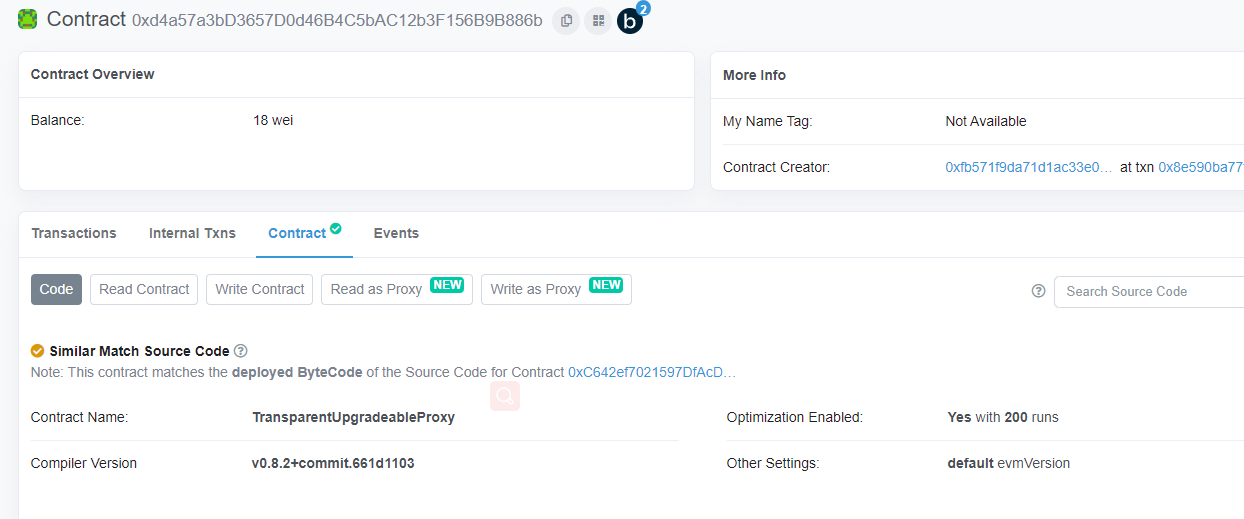 Contract 0xd4a57a3bD3657D0d46B4C5bAC12b3F156B9B886b b 2
Contract Overview
Balance: 18 wei
More Info
My Name Tag: Not Available
Contract Creator: 0xfb571f9da71d1ac33e0... at txn 0x8e590ba77
Transactions Internal Txns Contract Events
Code Read Contract Write Contract Read as Proxy NEW Write as Proxy NEW ? Search Source Code
Similar Match Source Code ?
Note: This contract matches the deployed ByteCode of the Source Code for Contract 0xC642ef7021597DfAcD...
Contract Name: TransparentUpgradeableProxy
Optimization Enabled: Yes with 200 runs
Compiler Version v0.8.2+commit.661d1103
Other Settings: default evmVersion